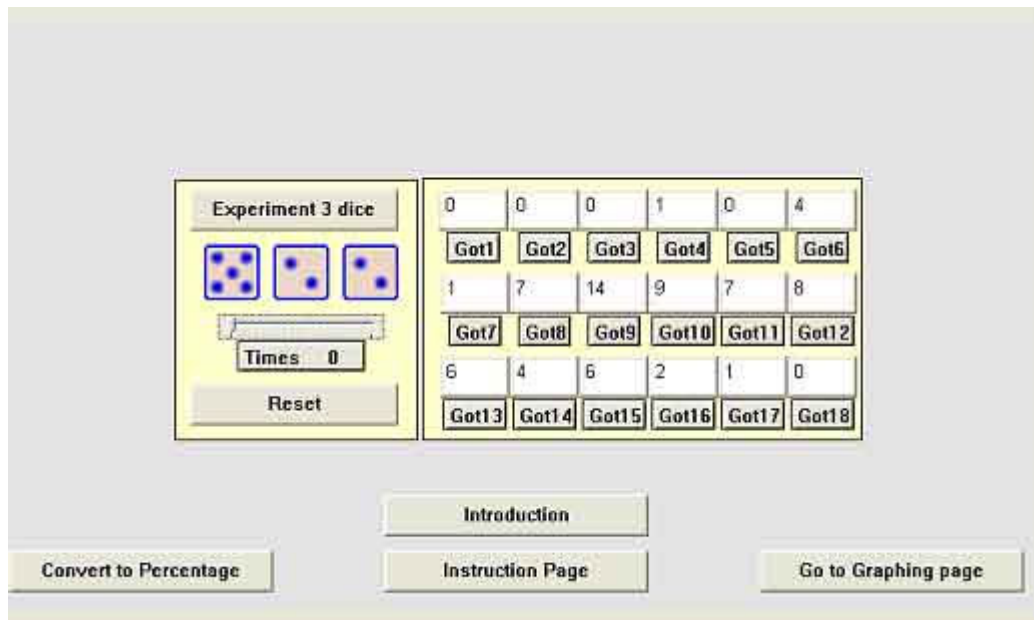 Experiment 3 dice
Times 0
Reset
0 0 0 1 0 4
Got1 Got2 Got3 Got4 Got5 Got6
1 7 14 9 7 8
Got7 Got8 Got9 Got10 Got11 Got12
6 4 6 2 1 0
Got13 Got14 Got15 Got16 Got17 Got18
Introduction
Convert to Percentage Instruction Page Go to Graphing page